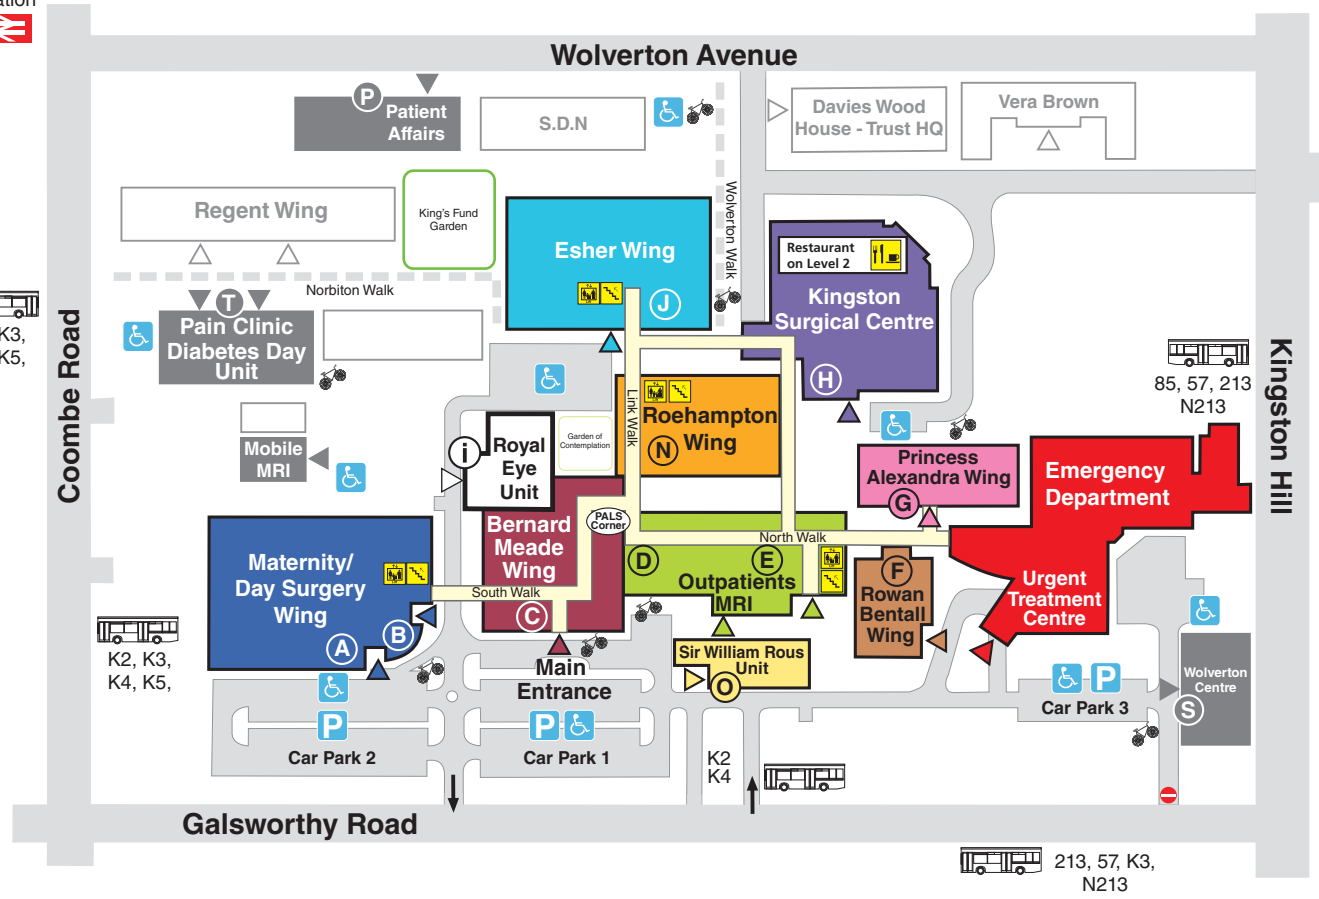 ation
Wolverton Avenue
P
Patient
Affairs
S.D.N
Davies Wood
House - Trust HQ
Vera Brown
Regent Wing
King's Fund
Garden
Wolverton Walk
Esher Wing
J
Restaurant
on Level 2
Kingston
Surgical Centre
H
Norbiton Walk
T
Pain Clinic
Diabetes Day
Unit
K3,
K5,
Coombe Road
Kingston Hill
85, 57, 213
N213
Link Walk
Roehampton
Wing
N
Garden of
Contemplation
i
Royal
Eye
Unit
Mobile
MRI
Princess
Alexandra Wing
G
Emergency
Department
PALS
Corner
Bernard
Meade
Wing
North Walk
D
E
Outpatients
MRI
Maternity/
Day Surgery
Wing
A
B
South Walk
C
F
Rowan
Bentall
Wing
Urgent
Treatment
Centre
K2, K3,
K4, K5,
Main
Entrance
Sir William Rous
Unit
O
Wolverton
Centre
S
P
Car Park 3
P
Car Park 2
P
Car Park 1
K2
K4
Galsworthy Road
213, 57, K3,
N213